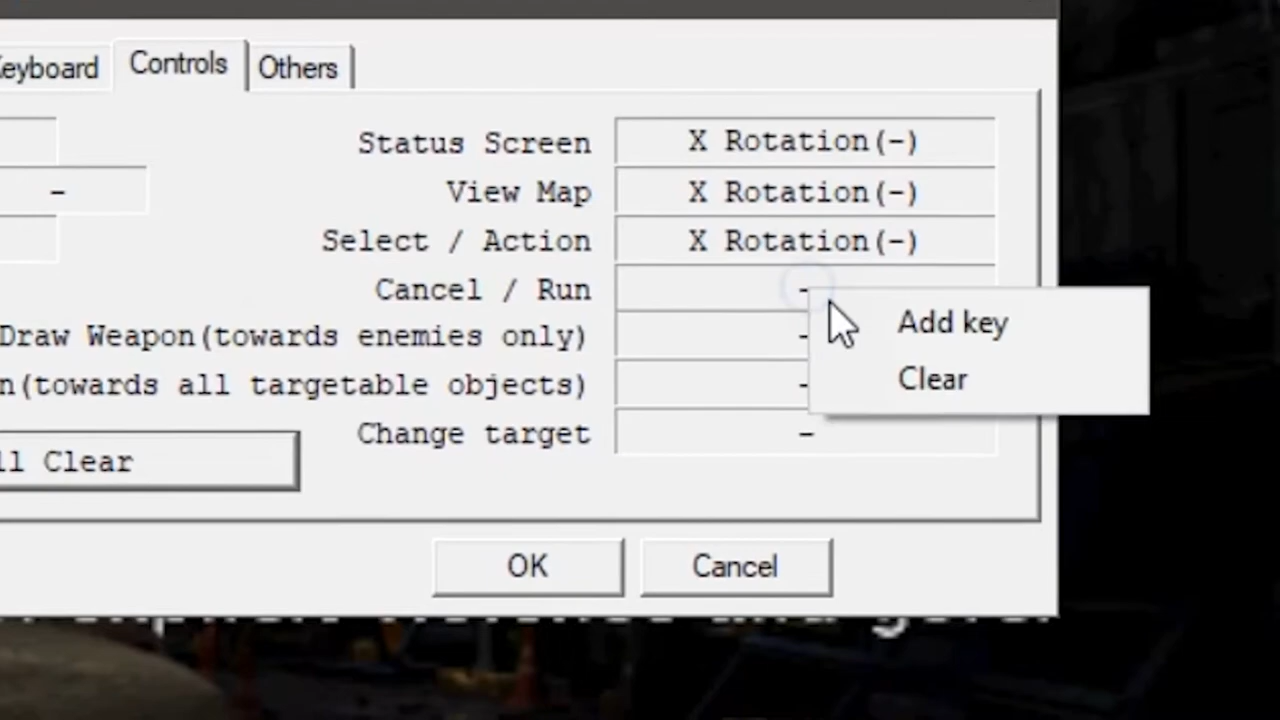 Keyboard Controls Others
Status Screen X Rotation(-)
View Map X Rotation(-)
-
Select / Action X Rotation(-)
Cancel / Run -
Add key
Draw Weapon(towards enemies only) -
Clear
n(towards all targetable objects) -
Change target -
ll Clear
OK Cancel